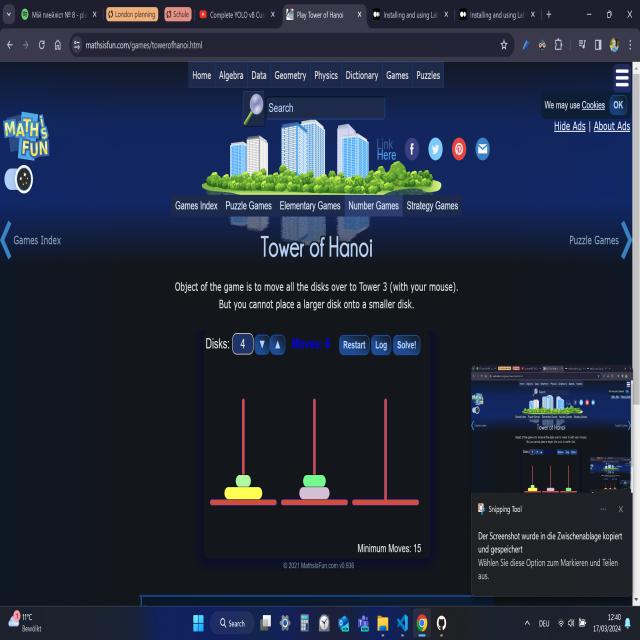 Мій плейліст № 8 - pl
London planning
Schule
Complete YOLO v8 Cus
Play Tower of Hanoi
Installing and using La
Installing and using La
mathsisfun.com/games/towerofhanoi.html
Home Algebra Data Geometry Physics Dictionary Games Puzzles
Search
We may use Cookies OK
Hide Ads | About Ads
MATHS
FUN
Link
Here
Games Index Puzzle Games Elementary Games Number Games Strategy Games
Games Index
Tower of Hanoi
Puzzle Games
Object of the game is to move all the disks over to Tower 3 (with your mouse).
But you cannot place a larger disk onto a smaller disk.
Disks: 4 Restart Log Solve!
Minimum Moves: 15
© 2021 MathsIsFun.com v0.936
Snipping Tool
Der Screenshot wurde in die Zwischenablage kopiert
und gespeichert
Wählen Sie diese Option zum Markieren und Teilen
aus.
11°C
Bewölkt
Search
DEU
12:40
17/03/2024